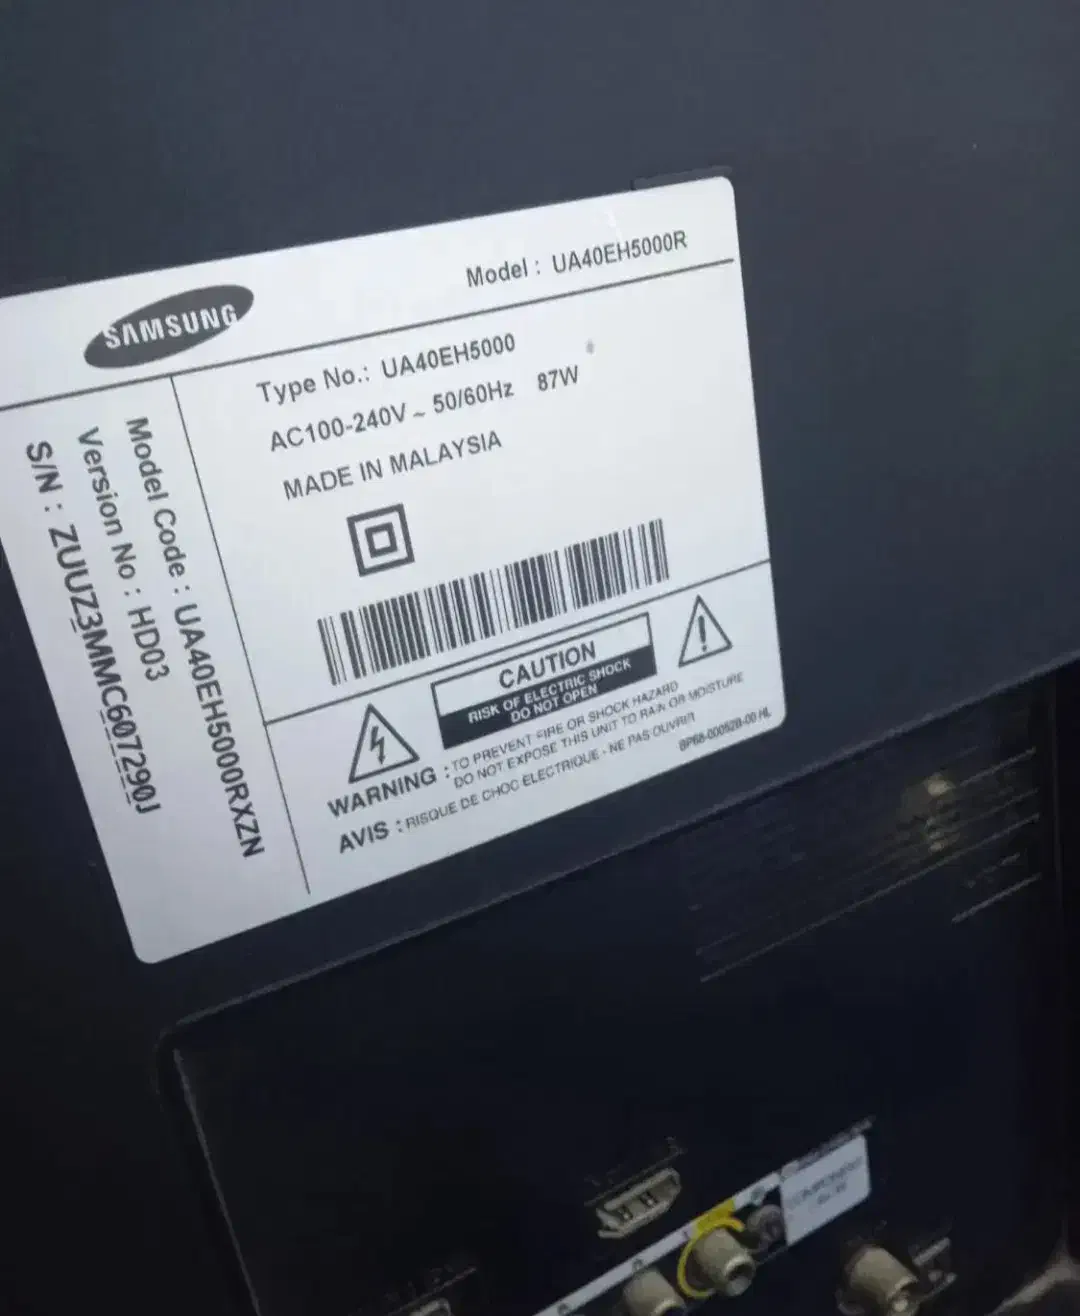 SAMSUNG
Model : UA40EH5000R
Type No.: UA40EH5000
AC100-240V ~ 50/60Hz 87W
MADE IN MALAYSIA
Model Code : UA40EH5000RXZN
Version No : HD03
S/N : ZUUZ3MMC607290J
CAUTION
RISK OF ELECTRIC SHOCK
DO NOT OPEN
WARNING : TO PREVENT FIRE OR SHOCK HAZARD
DO NOT EXPOSE THIS UNIT TO RAIN OR MOISTURE
AVIS : RISQUE DE CHOC ELECTRIQUE - NE PAS OUVRIR